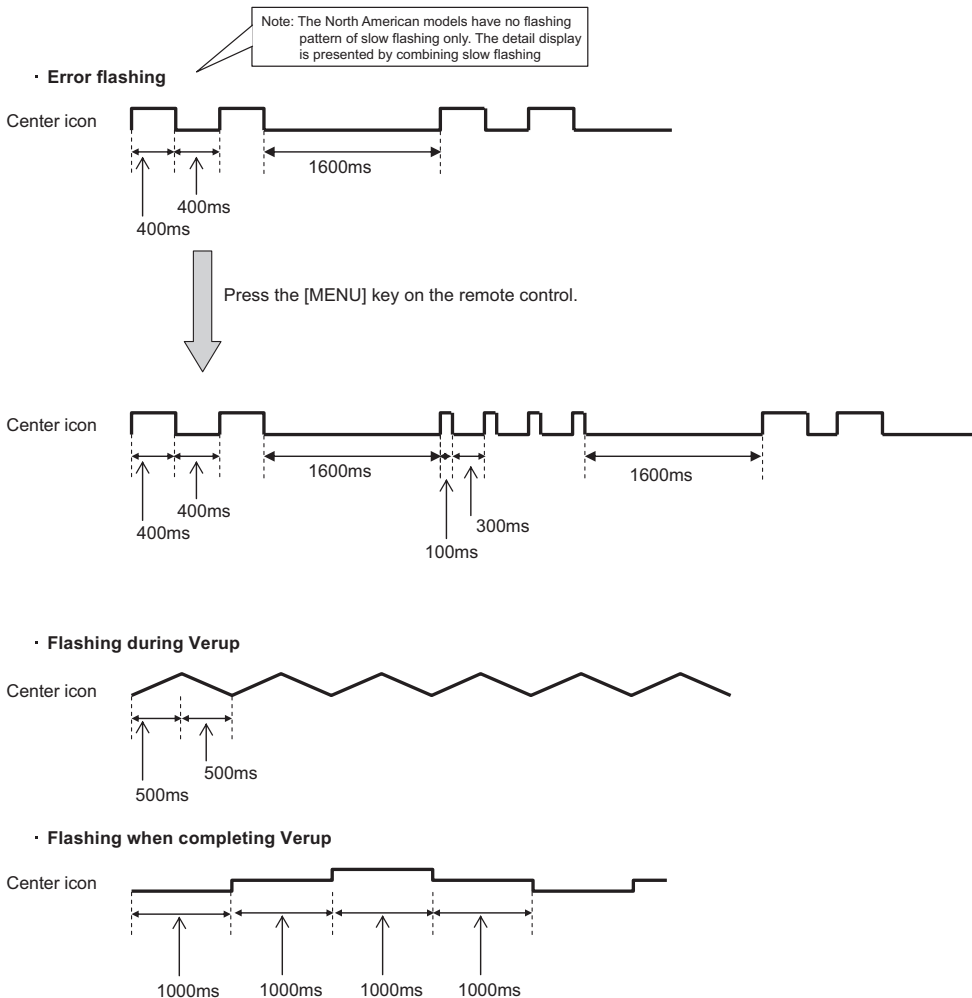 Note: The North American models have no flashing
pattern of slow flashing only. The detail display
is presented by combining slow flashing
· Error flashing
Center icon
1600ms
400ms
400ms
Press the [MENU] key on the remote control.
Center icon
1600ms
1600ms
400ms
300ms
400ms
100ms
· Flashing during Verup
Center icon
500ms
500ms
· Flashing when completing Verup
Center icon
1000ms 1000ms 1000ms 1000ms